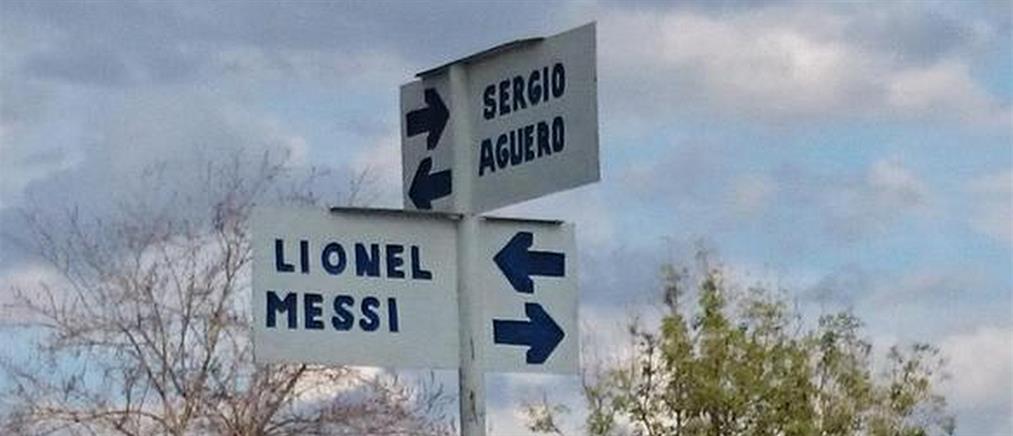 SERGIO
AGUERO
LIONEL
MESSI